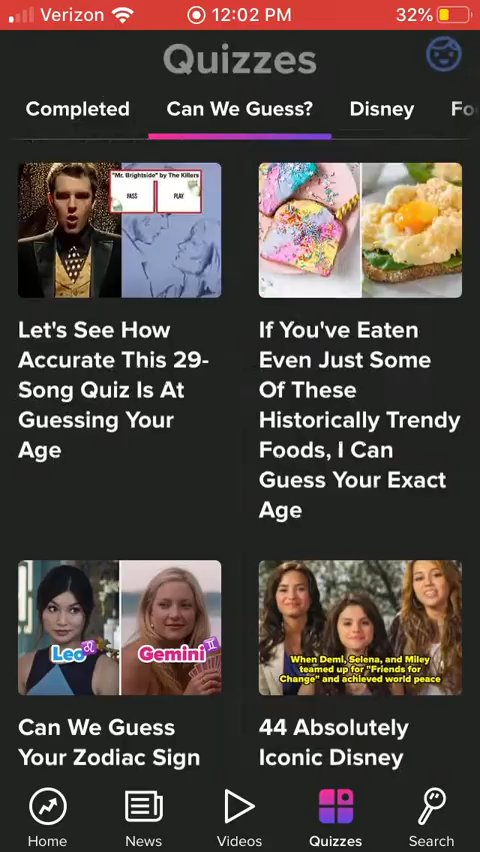 Verizon 12:02 PM 32%
Quizzes
Completed Can We Guess? Disney Fo
"Mr. Brightside" by The Killers
PASS PLAY
Let's See How
Accurate This 29-
Song Quiz Is At
Guessing Your
Age
If You've Eaten
Even Just Some
Of These
Historically Trendy
Foods, I Can
Guess Your Exact
Age
Leo Gemini
Can We Guess
Your Zodiac Sign
When Demi, Selena, and Miley
teamed up for "Friends for
Change" and achieved world peace
44 Absolutely
Iconic Disney
Home News Videos Quizzes Search